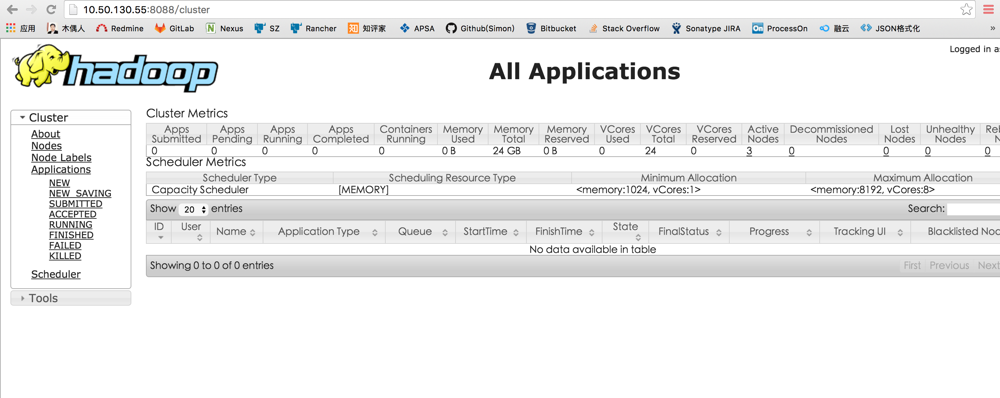 10.50.130.55:8088/cluster
应用 木偶人 Redmine GitLab Nexus SZ Rancher 知评家 APSA Github(Simon) Bitbucket Stack Overflow Sonatype JIRA ProcessOn 融云 JSON格式化 »
Logged in as
hadoop
All Applications
Cluster
About
Nodes
Node Labels
Applications
NEW
NEW_SAVING
SUBMITTED
ACCEPTED
RUNNING
FINISHED
FAILED
KILLED
Scheduler
Tools
Cluster Metrics
Apps Submitted Apps Pending Apps Running Apps Completed Containers Running Memory Used Memory Total Memory Reserved VCores Used VCores Total VCores Reserved Active Nodes Decommissioned Nodes Lost Nodes Unhealthy Nodes
0 0 0 0 0 0 B 24 GB 0 B 0 24 0 3 0 0 0 0
Scheduler Metrics
Scheduler Type Scheduling Resource Type Minimum Allocation Maximum Allocation
Capacity Scheduler [MEMORY] <memory:1024, vCores:1> <memory:8192, vCores:8>
Show 20 entries Search:
ID User Name Application Type Queue StartTime FinishTime State FinalStatus Progress Tracking UI Blacklisted
No data available in table
Showing 0 to 0 of 0 entries First Previous Next